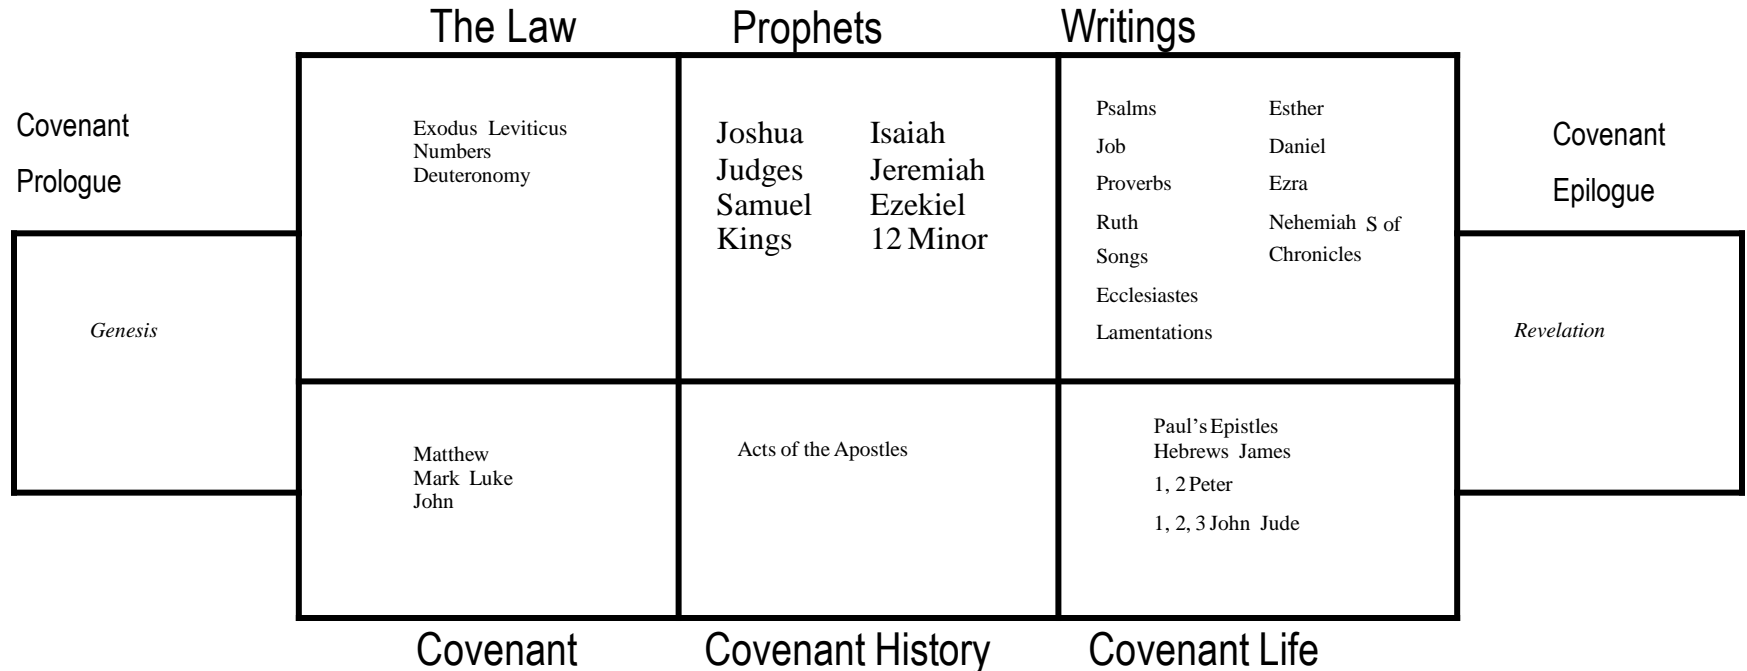 The Law
Prophets
Writings
Covenant
Prologue
Genesis
Exodus Leviticus
Numbers
Deuteronomy
Joshua
Judges
Samuel
Kings
Isaiah
Jeremiah
Ezekiel
12 Minor
Psalms
Job
Proverbs
Ruth
Songs
Ecclesiastes
Lamentations
Esther
Daniel
Ezra
Nehemiah S of
Chronicles
Covenant
Epilogue
Revelation
Matthew
Mark Luke
John
Acts of the Apostles
Paul’s Epistles
Hebrews James
1, 2 Peter
1, 2, 3 John Jude
Covenant
Covenant History
Covenant Life